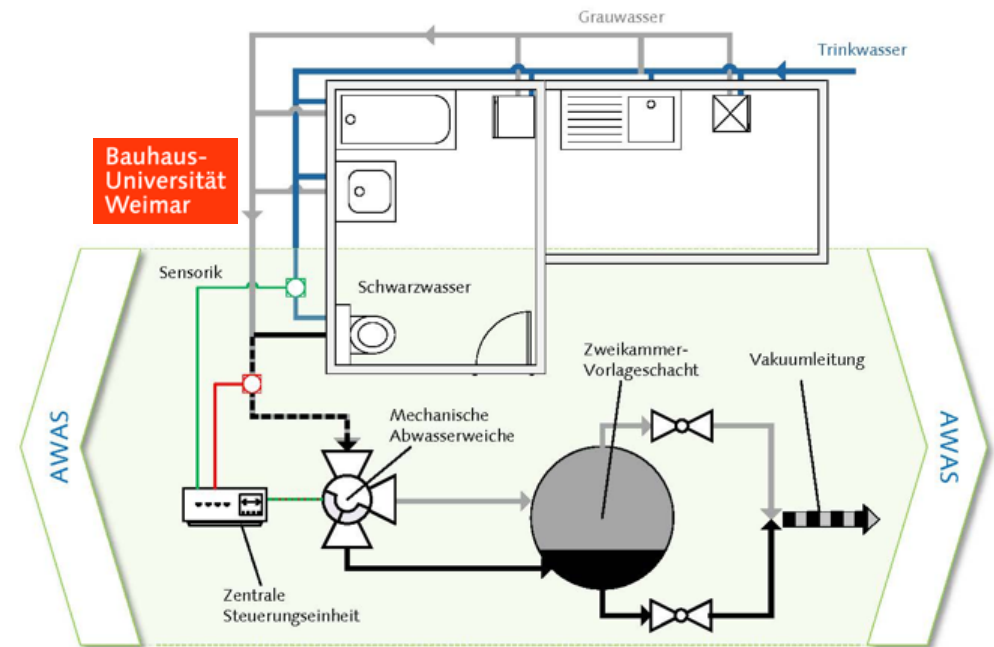 Grauwasser
Trinkwasser
Bauhaus-
Universität
Weimar
Sensorik
Schwarzwasser
Zweikammer-
Vorlageschacht
Vakuumleitung
Mechanische
Abwasserweiche
AWAS
AWAS
Zentrale
Steuerungseinheit